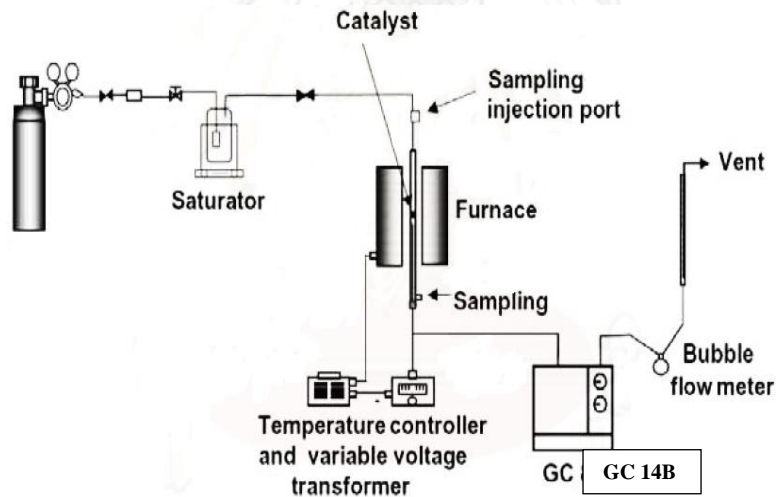 Catalyst
Sampling
injection port
Saturator
Furnace
Vent
Sampling
Bubble
flow meter
Temperature controller
and variable voltage
transformer
GC
GC 14B